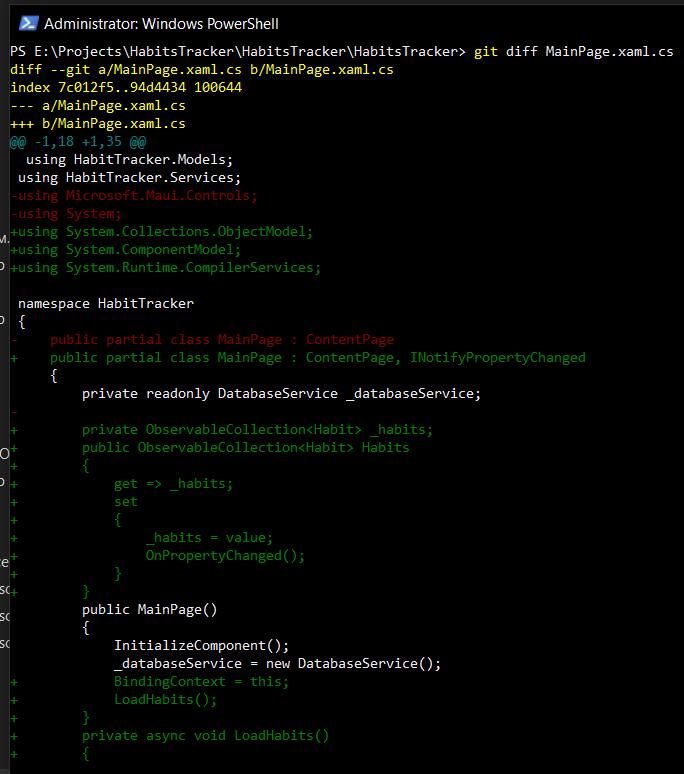 Administrator: Windows PowerShell
PS E:\Projects\HabitsTracker\HabitsTracker\HabitsTracker> git diff MainPage.xaml.cs
diff --git a/MainPage.xaml.cs b/MainPage.xaml.cs
index 7c012f5..94d4434 100644
--- a/MainPage.xaml.cs
+++ b/MainPage.xaml.cs
@@ -1,18 +1,35 @@
  using HabitTracker.Models;
 using HabitTracker.Services;
-using Microsoft.Maui.Controls;
-using System;
+using System.Collections.ObjectModel;
+using System.ComponentModel;
+using System.Runtime.CompilerServices;

 namespace HabitTracker
 {
-    public partial class MainPage : ContentPage
+    public partial class MainPage : ContentPage, INotifyPropertyChanged
     {
         private readonly DatabaseService _databaseService;
-
+        private ObservableCollection<Habit> _habits;
+        public ObservableCollection<Habit> Habits
+        {
+            get => _habits;
+            set
+            {
+                _habits = value;
+                OnPropertyChanged();
+            }
+        }
         public MainPage()
         {
             InitializeComponent();
             _databaseService = new DatabaseService();
+            BindingContext = this;
+            LoadHabits();
+        }
+        private async void LoadHabits()
+        {